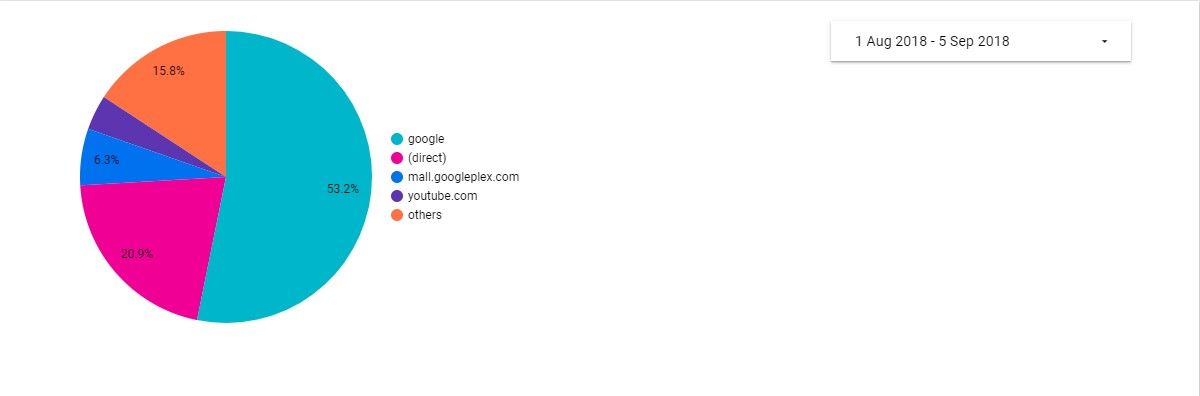 1 Aug 2018 - 5 Sep 2018
15.8%
6.3%
53.2%
20.9%
google
(direct)
mall.googleplex.com
youtube.com
others